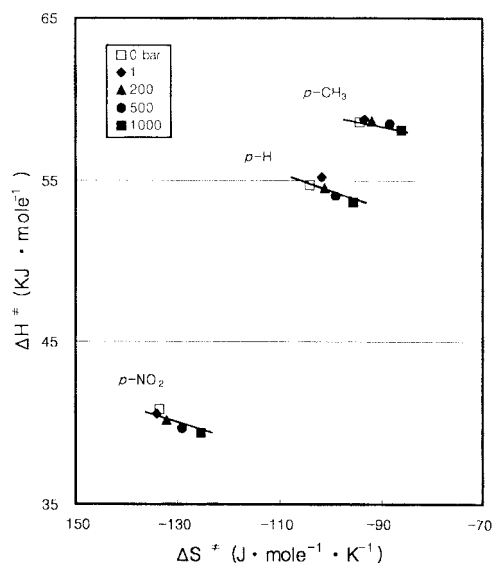 65
□ 0 bar
◆ 1
▲ 200
● 500
■ 1000
p-CH₃
p-H
55
ΔH ≠ (KJ · mole⁻¹)
45
p-NO₂
35
150 −130 −110 −90 −70
ΔS ≠ (J · mole⁻¹ · K⁻¹)